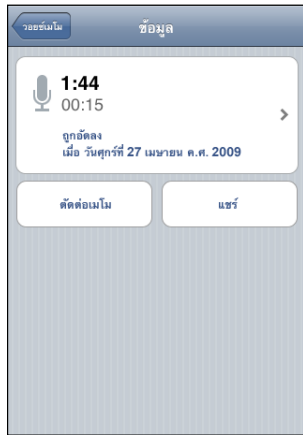 วอยซ์เมโม
ข้อมูล
1:44
00:15
ถูกอัดลง
เมื่อ วันศุกร์ที่ 27 เมษายน ค.ศ. 2009
ตัดต่อเมโม
แชร์